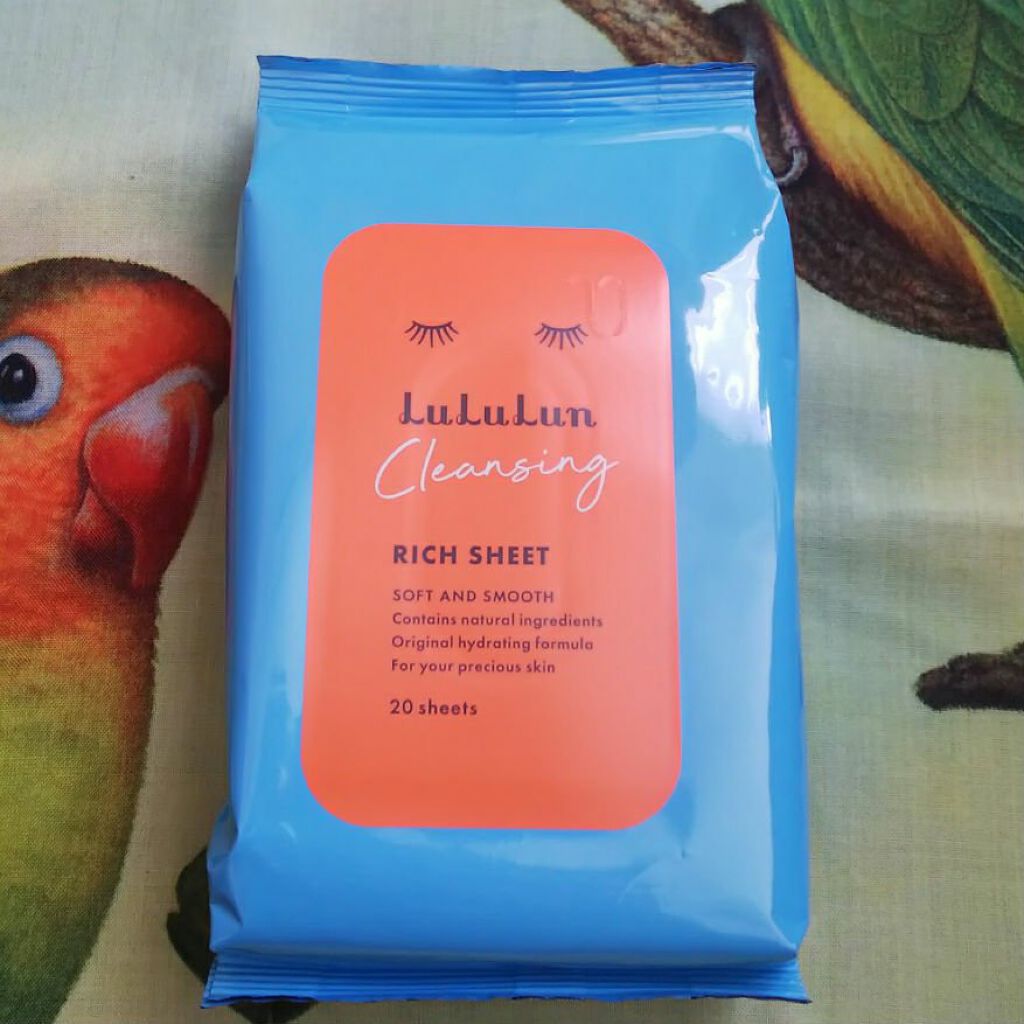 LuLuLun
Cleansing
RICH SHEET
SOFT AND SMOOTH
Contains natural ingredients
Original hydrating formula
For your precious skin
20 sheets